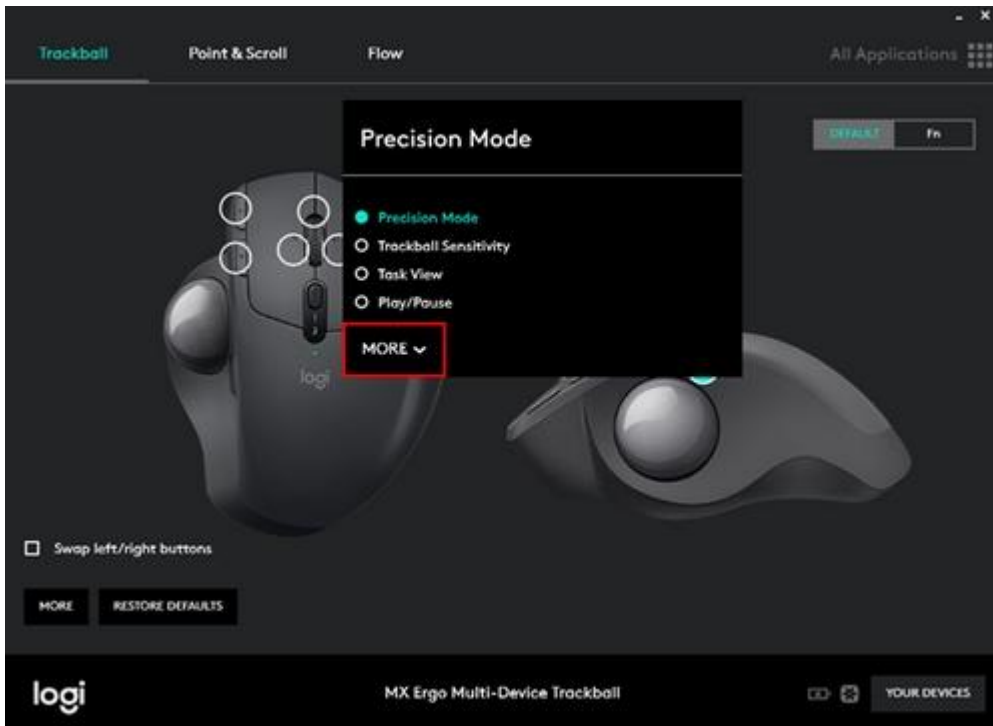 Trackball
Point & Scroll
Flow
All Applications
Precision Mode
DEFAULT
Fn
Precision Mode
Trackball Sensitivity
Task View
Play/Pause
MORE
logi
Swap left/right buttons
MORE
RESTORE DEFAULTS
logi
MX Ergo Multi-Device Trackball
YOUR DEVICES